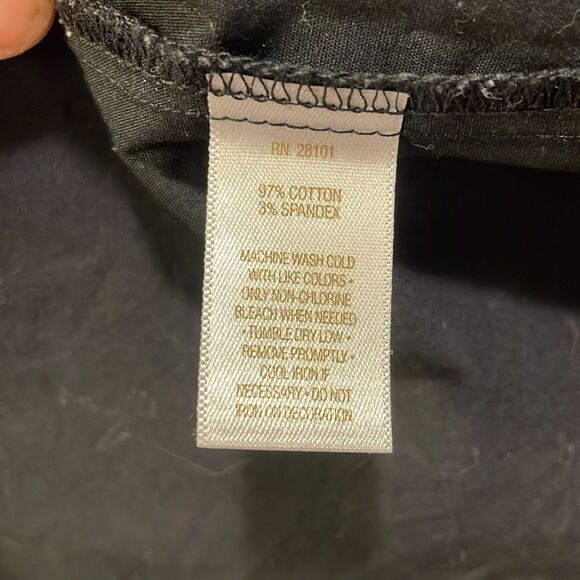 RN 28101
97% COTTON
3% SPANDEX
MACHINE WASH COLD
WITH LIKE COLORS •
ONLY NON-CHLORINE
BLEACH WHEN NEEDED
• TUMBLE DRY LOW •
REMOVE PROMPTLY •
COOL IRON IF
NECESSARY • DO NOT
IRON ON DECORATION